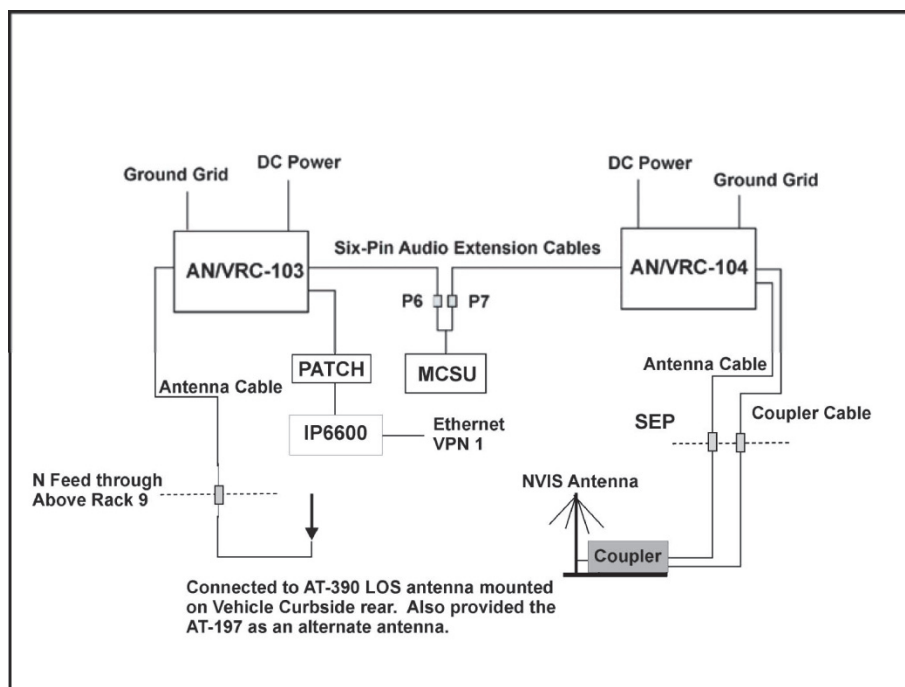 DC Power
Ground Grid
DC Power
Ground Grid
Six-Pin Audio Extension Cables
AN/VRC-103
AN/VRC-104
P6
P7
PATCH
MCSU
Antenna Cable
Antenna Cable
IP6600
Ethernet
VPN 1
SEP
Coupler Cable
N Feed through
Above Rack 9
NVIS Antenna
Coupler
Connected to AT-390 LOS antenna mounted
on Vehicle Curbside rear.  Also provided the
AT-197 as an alternate antenna.